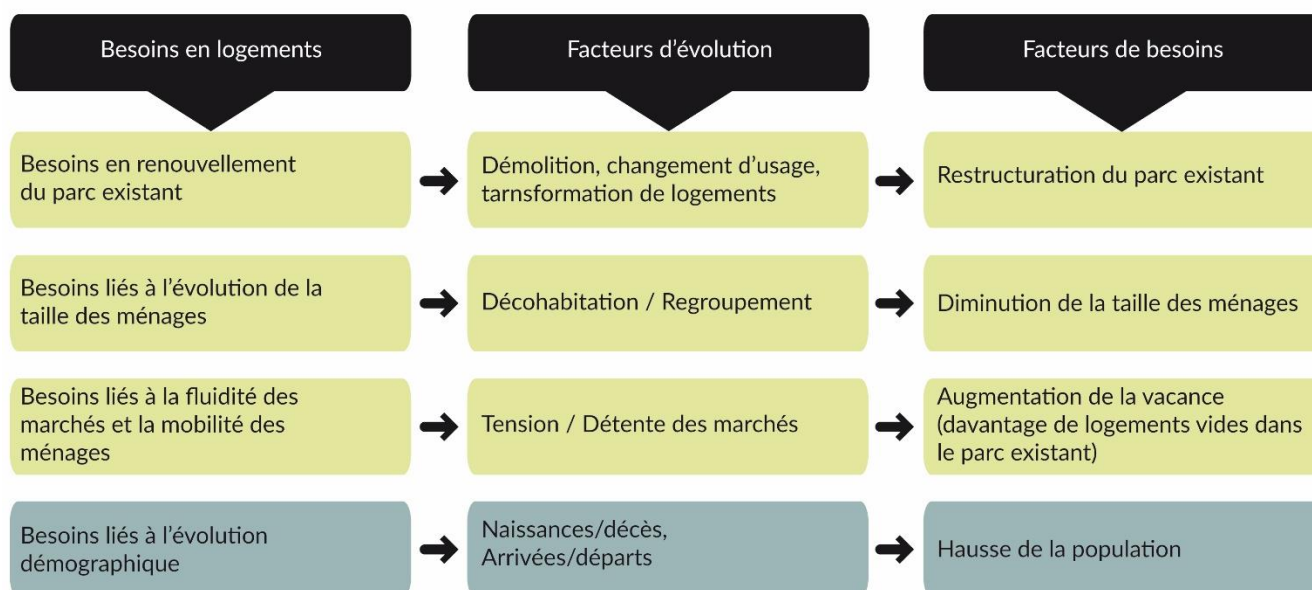 Besoins en logements
Facteurs d’évolution
Facteurs de besoins
Besoins en renouvellement
du parc existant
Démolition, changement d’usage,
tarnsformation de logements
Restructuration du parc existant
Besoins liés à l’évolution de la
taille des ménages
Décohabitation / Regroupement
Diminution de la taille des ménages
Besoins liés à la fluidité des
marchés et la mobilité des
ménages
Tension / Détente des marchés
Augmentation de la vacance
(davantage de logements vides dans
le parc existant)
Besoins liés à l’évolution
démographique
Naissances/décès,
Arrivées/départs
Hausse de la population